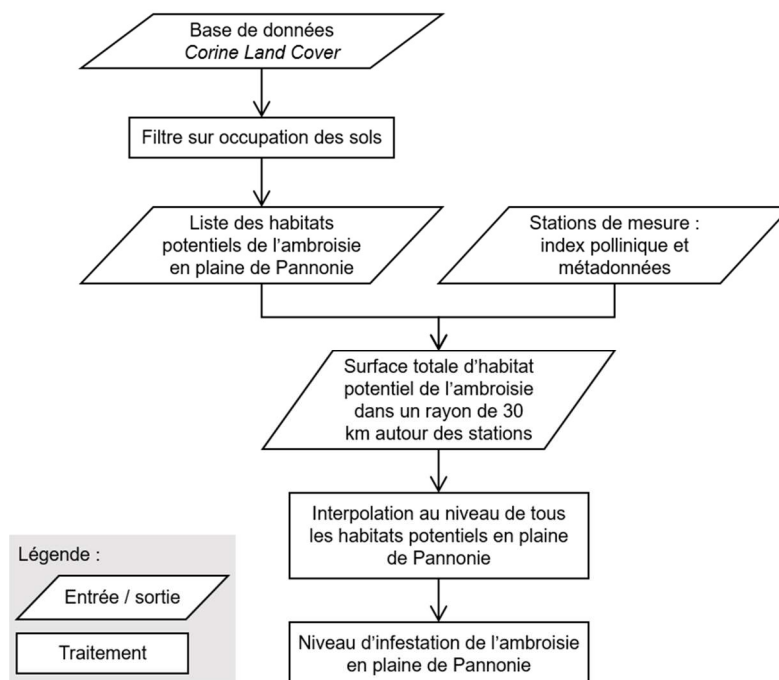 Base de données
Corine Land Cover
Filtre sur occupation des sols
Liste des habitats
potentiels de l'ambroisie
en plaine de Pannonie
Stations de mesure :
index pollinique et
métadonnées
Surface totale d'habitat
potentiel de l'ambroisie
dans un rayon de 30
km autour des stations
Interpolation au niveau de tous
les habitats potentiels en plaine
de Pannonie
Niveau d'infestation de l'ambroisie
en plaine de Pannonie
Légende :
Entrée / sortie
Traitement